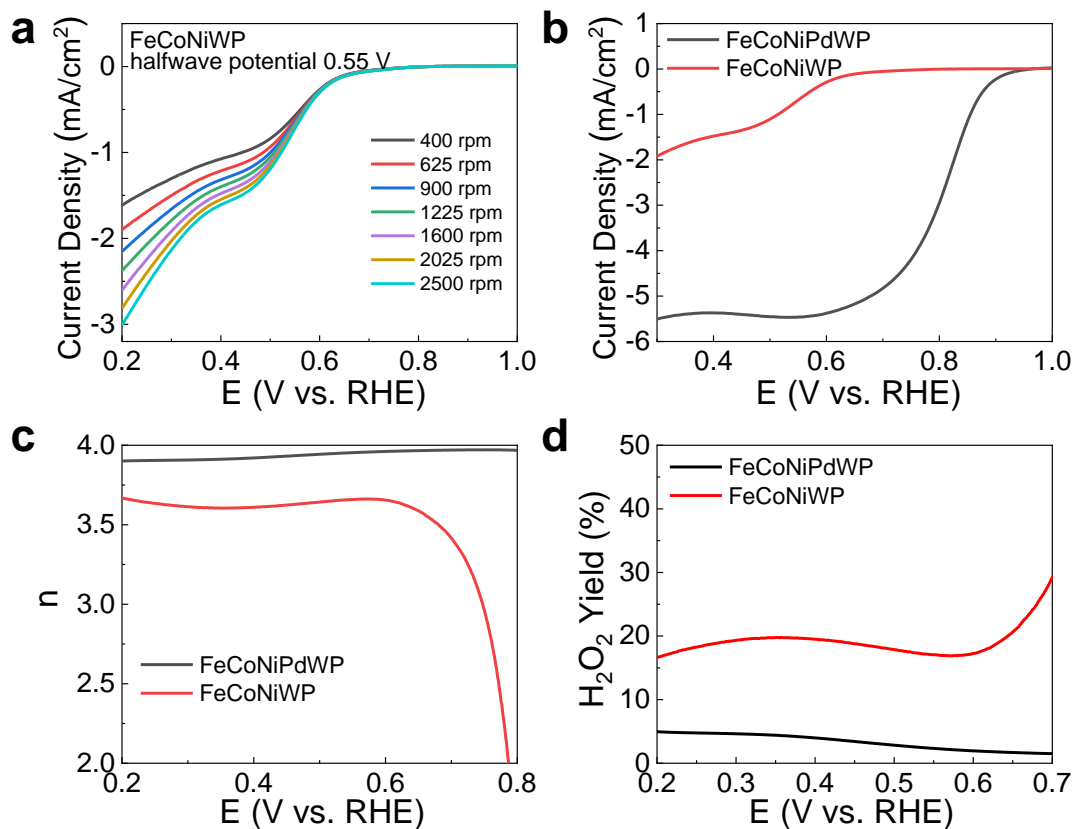 a
FeCoNiWP
halfwave potential 0.55 V
0
-1
-2
-3
Current Density (mA/cm²)
400 rpm
625 rpm
900 rpm
1225 rpm
1600 rpm
2025 rpm
2500 rpm
0.2 0.4 0.6 0.8 1.0
E (V vs. RHE)
b
FeCoNiPdWP
FeCoNiWP
1
0
-1
-2
-3
-4
-5
-6
Current Density (mA/cm²)
0.4 0.6 0.8 1.0
E (V vs. RHE)
c
4.0
3.5
3.0
2.5
2.0
n
FeCoNiPdWP
FeCoNiWP
0.2 0.4 0.6 0.8
E (V vs. RHE)
d
FeCoNiPdWP
FeCoNiWP
50
40
30
20
10
0
H₂O₂ Yield (%)
0.2 0.3 0.4 0.5 0.6 0.7
E (V vs. RHE)